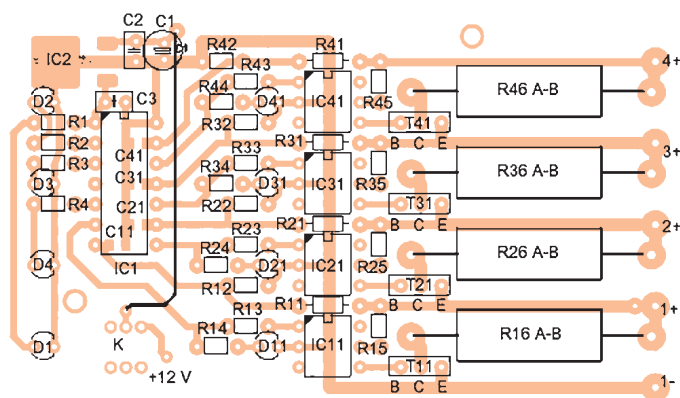 C2 C1
R42 R41 4+
IC2
R43
R46 A-B
R44 D41 IC41 R45
D2 C3
R1 R32 T41
R2 R31 3+
B C E
R3 C41 R33
R34 R36 A-B
D3 C31 D31 IC31 R35
R4 C21 R22 T31
R21 2+
B C E
C11 R23
R24 R26 A-B
D4 IC1 D21 IC21 R25
R12 T21
R11 1+
B C E
R13
R14 R16 A-B
D1 K D11 IC11 R15
T11
+12 V B C E 1-